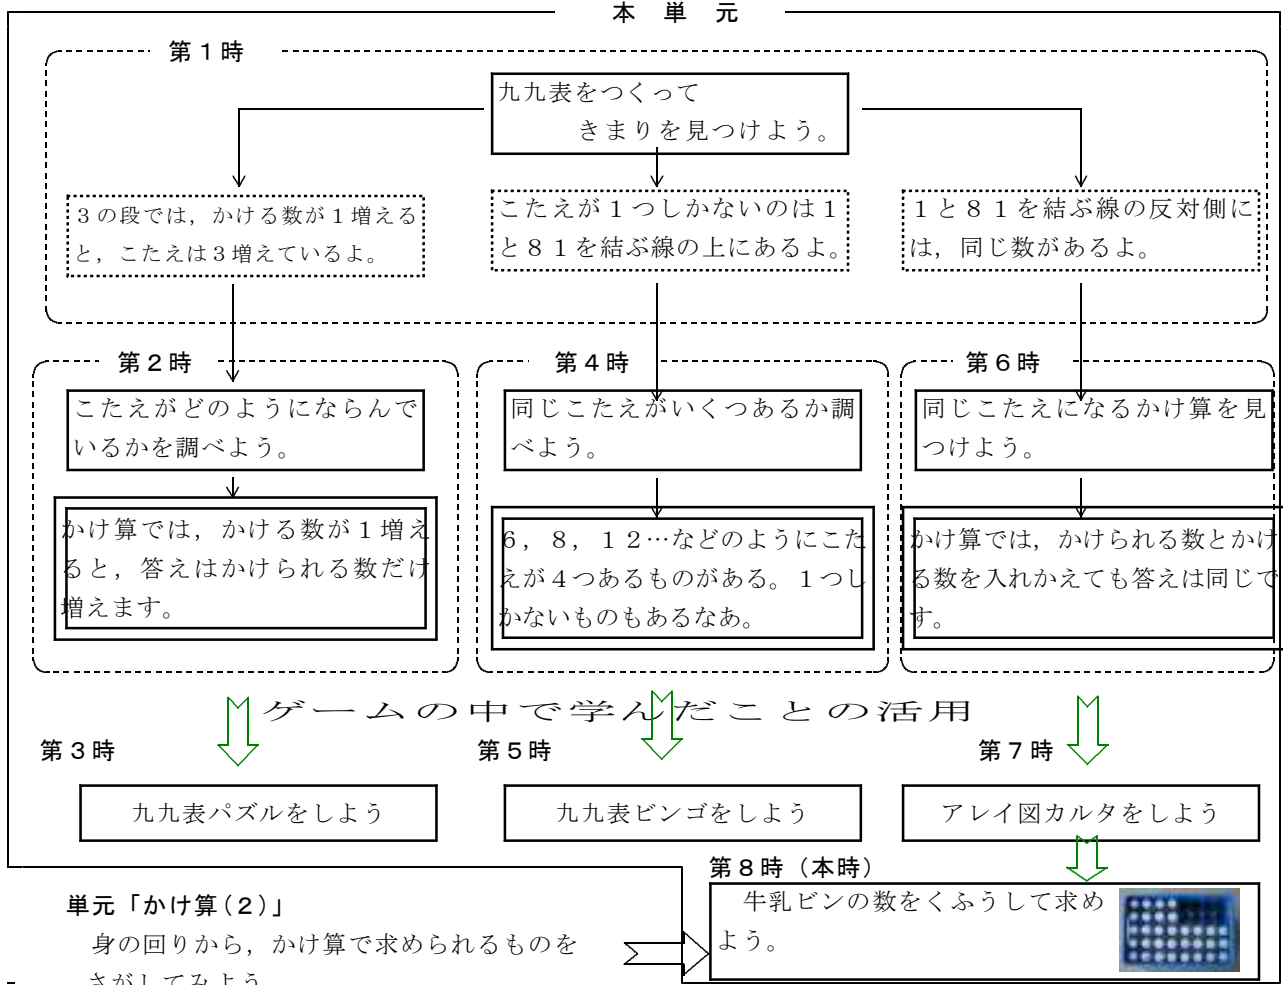 本 単 元
第１時
九九表をつくって
きまりを見つけよう。
３の段では，かける数が１増える
と，こたえは３増えているよ。
こたえが１つしかないのは１
と８１を結ぶ線の上にあるよ。
１と８１を結ぶ線の反対側に
は，同じ数があるよ。
第２時
こたえがどのようにならんで
いるかを調べよう。
かけ算では，かける数が１増え
ると，答えはかけられる数だけ
増えます。
第４時
同じこたえがいくつあるか調
べよう。
６，８，１２…などのようにこた
えが４つあるものがある。１つし
かないものもあるなあ。
第６時
同じこたえになるかけ算を見
つけよう。
かけ算では，かけられる数とかけ
る数を入れかえても答えは同じで
す。
ゲームの中で学んだことの活用
第３時
九九表パズルをしよう
第５時
九九表ビンゴをしよう
第７時
アレイ図カルタをしよう
第８時（本時）
牛乳ビンの数をくふうして求め
よう。
単元「かけ算（２）」
身の回りから，かけ算で求められるものを
さがしてみよう